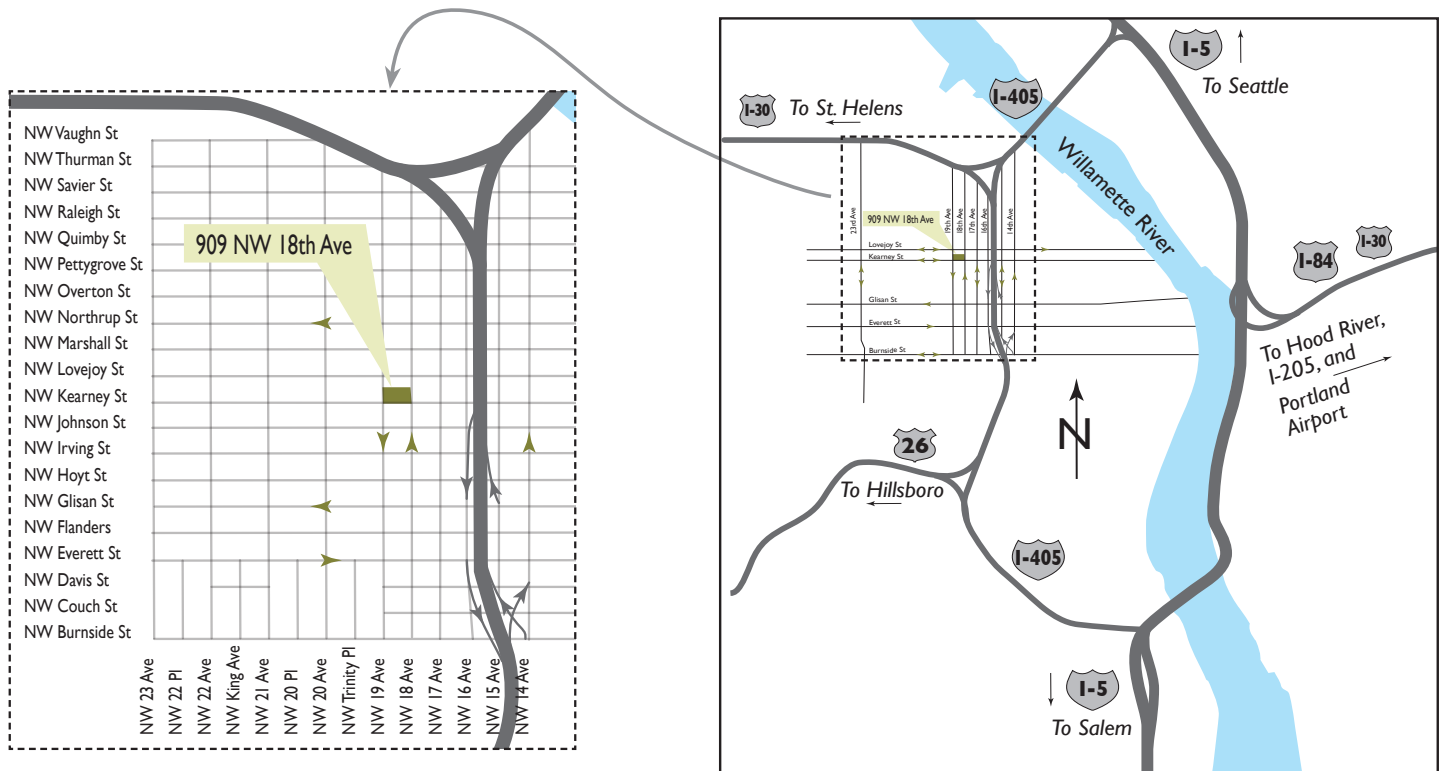 NW Vaughn St
NW Thurman St
NW Savier St
NW Raleigh St
NW Quimby St
NW Pettygrove St
NW Overton St
NW Northrup St
NW Marshall St
NW Lovejoy St
NW Kearney St
NW Johnson St
NW Irving St
NW Hoyt St
NW Glisan St
NW Flanders
NW Everett St
NW Davis St
NW Couch St
NW Burnside St
909 NW 18th Ave
NW 23 Ave
NW 22 Pl
NW 22 Ave
NW King Ave
NW 21 Ave
NW 20 Pl
NW 20 Ave
NW Trinity Pl
NW 19 Ave
NW 18 Ave
NW 17 Ave
NW 16 Ave
NW 15 Ave
NW 14 Ave
I-5
To Seattle
I-405
I-30
To St. Helens
Willamette River
23rd Ave
909 NW 18th Ave
19th Ave
18th Ave
17th Ave
16th Ave
14th Ave
Lovejoy St
Kearney St
Glisan St
Everett St
Burnside St
I-84
I-30
To Hood River,
I-205, and
Portland
Airport
N
26
To Hillsboro
I-405
I-5
To Salem